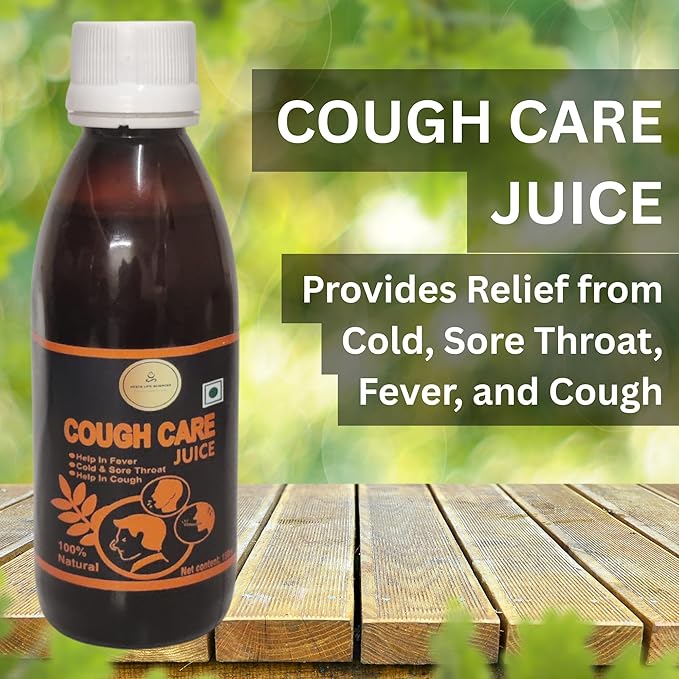 COUGH CARE
JUICE
Provides Relief from
Cold, Sore Throat,
Fever, and Cough
COUGH CARE
JUICE
Help In Fever
Cold & Sore Throat
Help In Cough
100%
Natural
Net content: